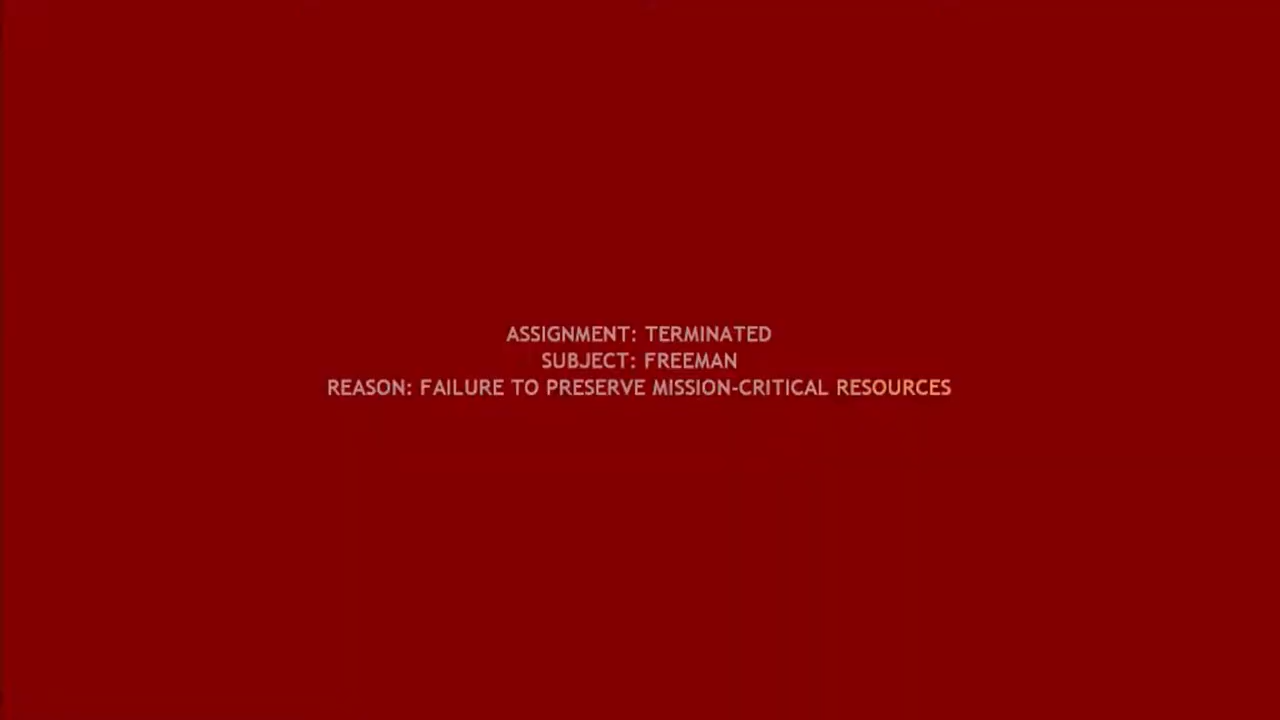 ASSIGNMENT: TERMINATED
SUBJECT: FREEMAN
REASON: FAILURE TO PRESERVE MISSION-CRITICAL RESOURCES